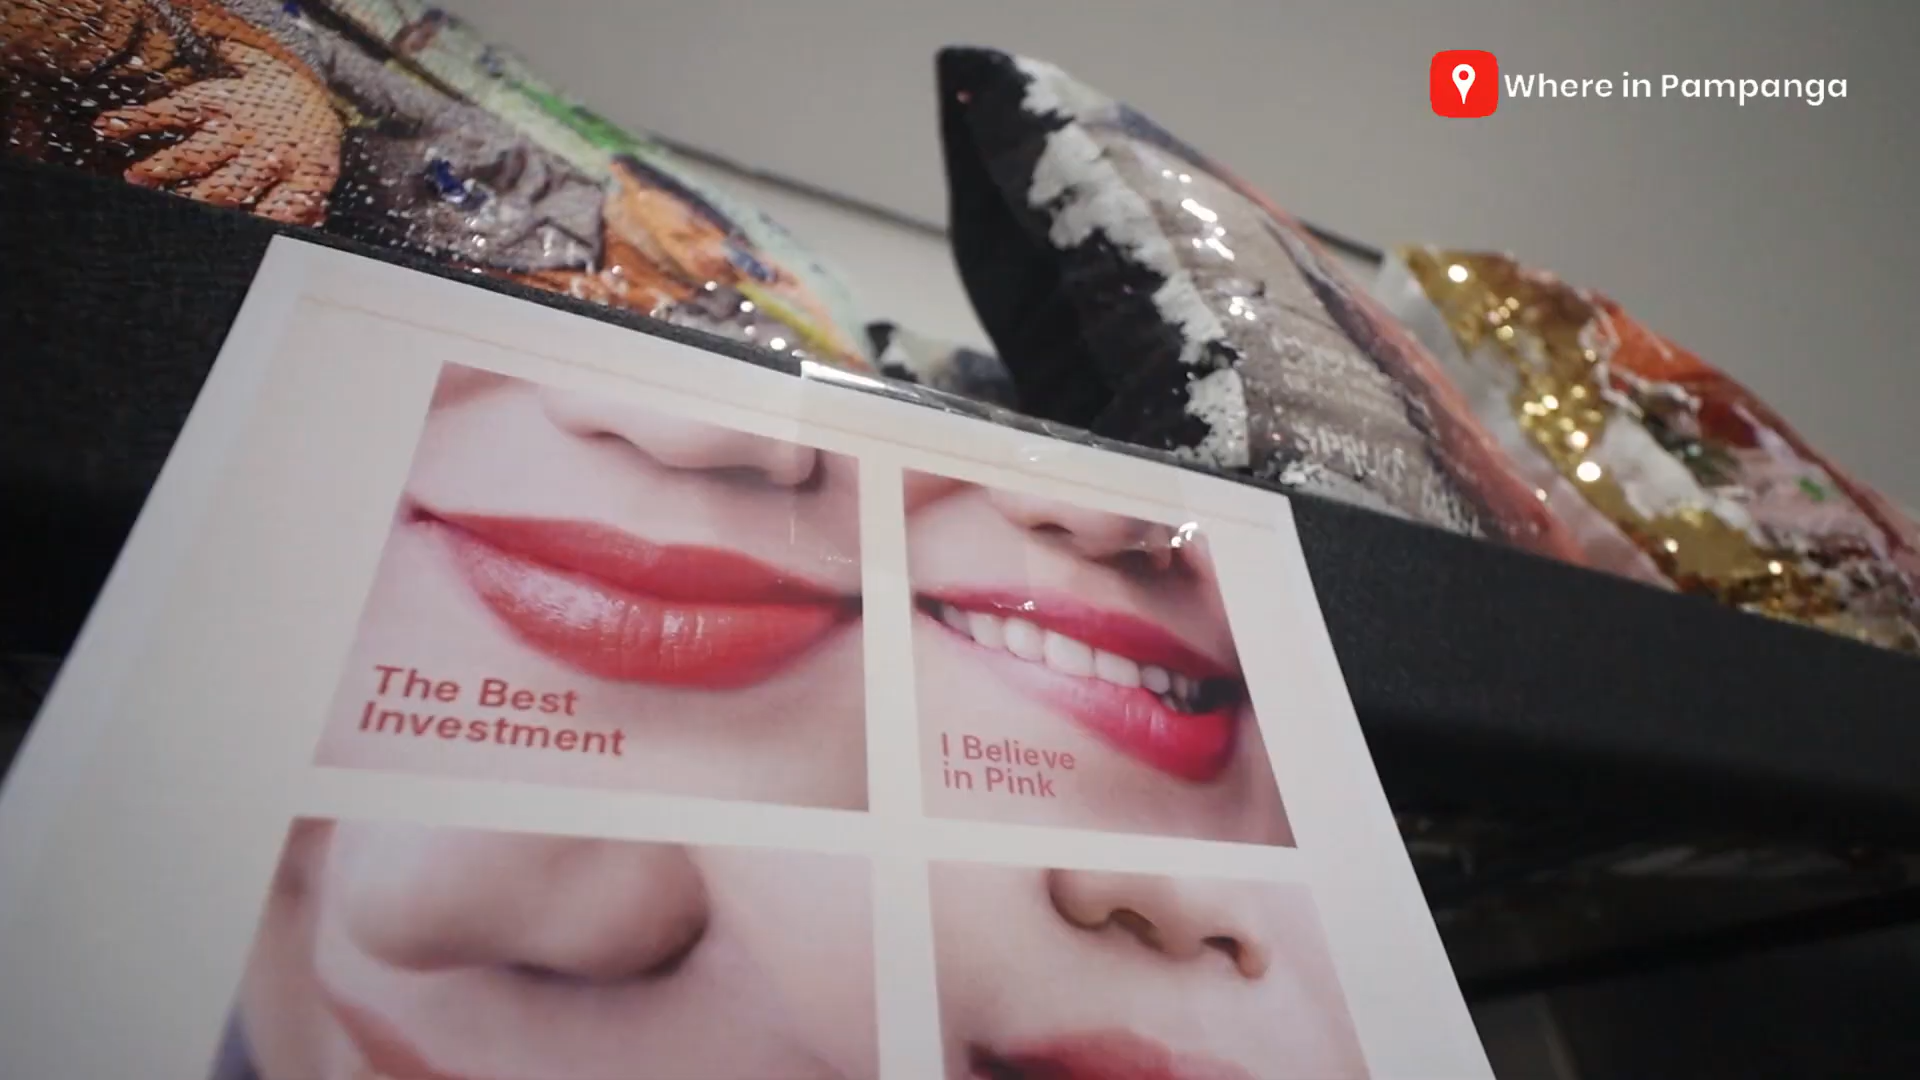 Where in Pampanga
The Best
Investment
I Believe
in Pink